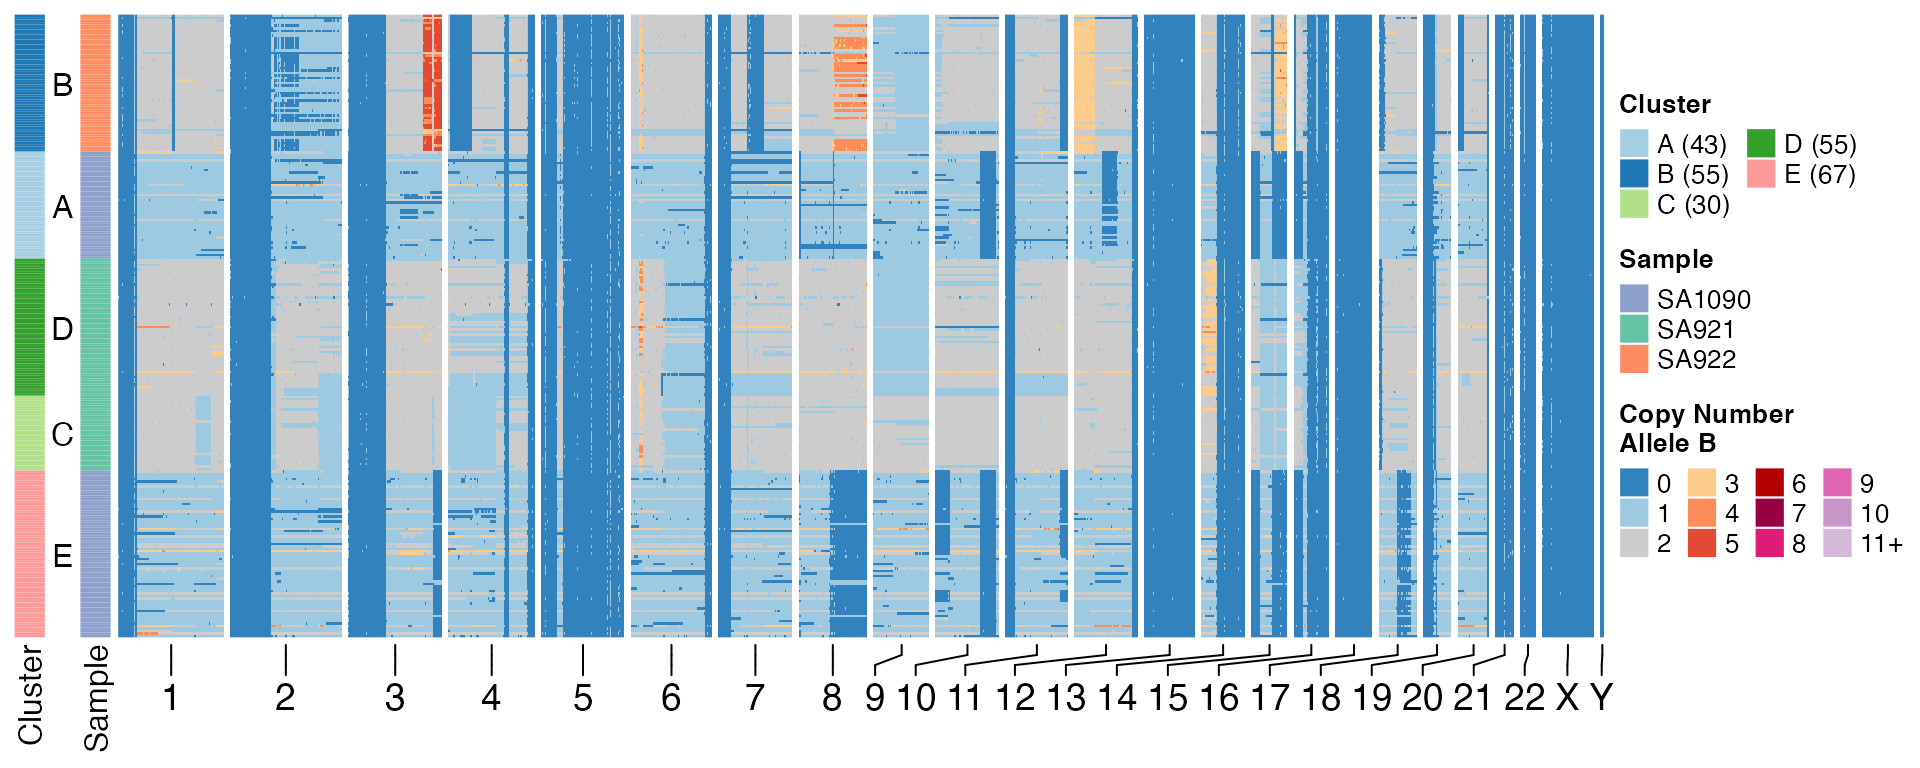 B
A
D
C
E
Cluster
Sample
1 2 3 4 5 6 7 8 9 10 11 12 13 14 15 16 17 18 19 20 21 22 X Y
Cluster
A (43) D (55)
B (55) E (67)
C (30)
Sample
SA1090
SA921
SA922
Copy Number
Allele B
0 3 6 9
1 4 7 10
2 5 8 11+